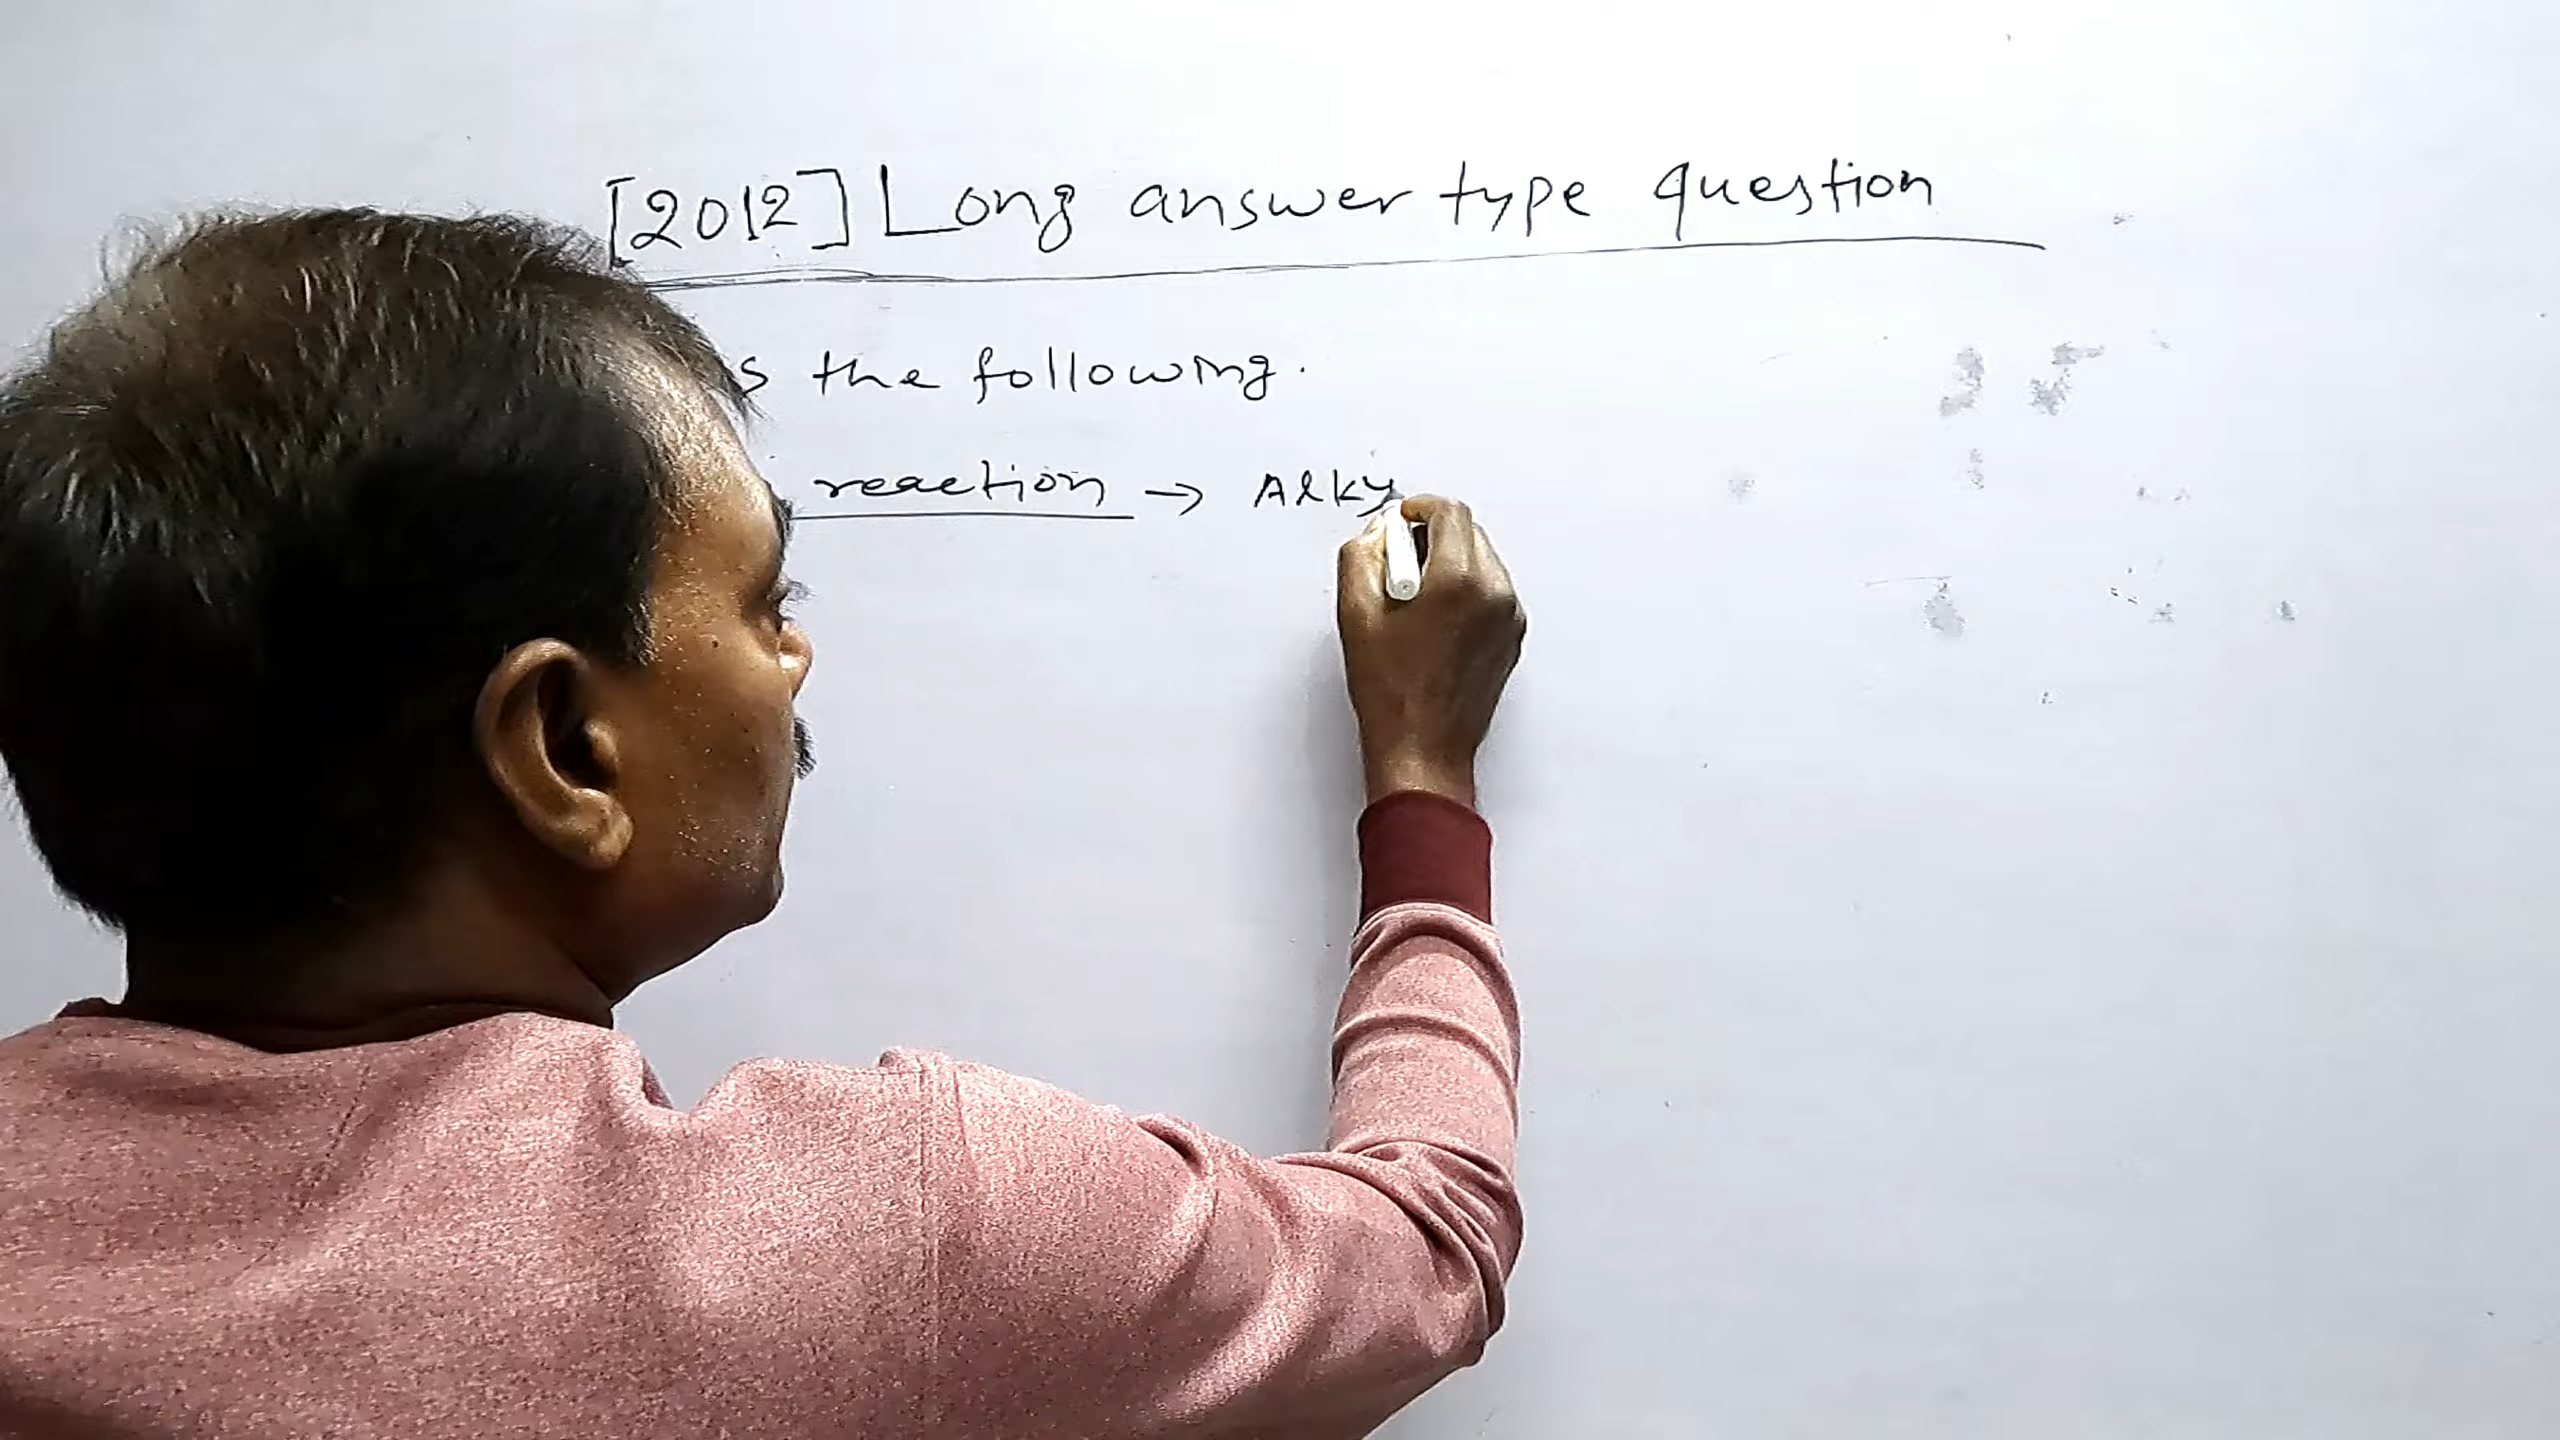 [2012] Long answer type question
s the following.
reaction → Alky